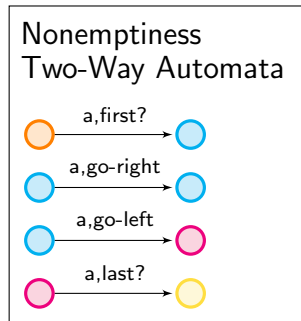 Nonemptiness
Two-Way Automata
a,first?
a,go-right
a,go-left
a,last?